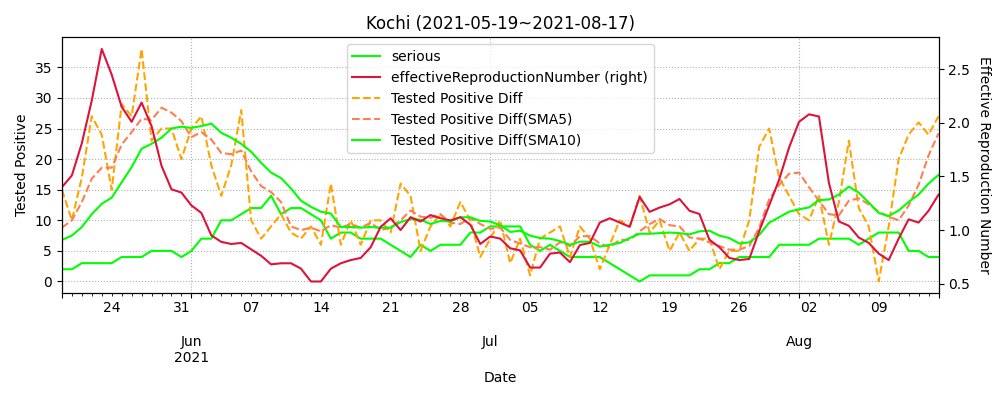 Kochi (2021-05-19~2021-08-17)
serious
effectiveReproductionNumber (right)
Tested Positive Diff
Tested Positive Diff(SMA5)
Tested Positive Diff(SMA10)
Tested Positive
35
30
25
20
15
10
5
0
2.5
2.0
1.5
1.0
0.5
Effective Reproduction Number
24 31 07 14 21 28 05 12 19 26 02 09
Jun Jul Aug
2021
Date